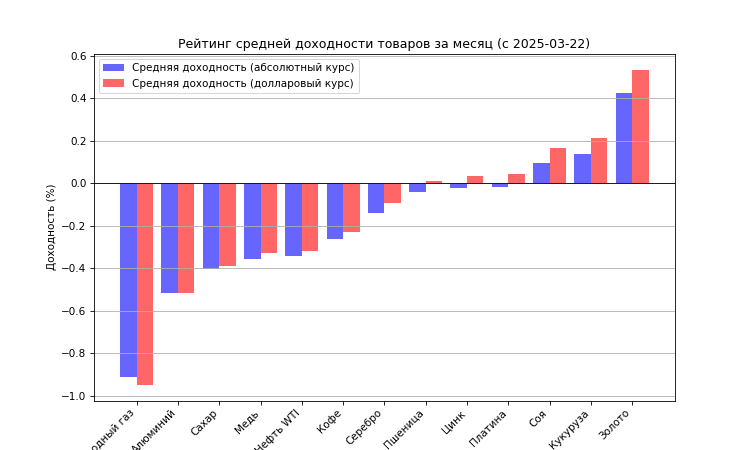 Рейтинг средней доходности товаров за месяц (с 2025-03-22)
Средняя доходность (абсолютный курс)
Средняя доходность (долларовый курс)
Доходность (%)
0.6
0.4
0.2
0.0
−0.2
−0.4
−0.6
−0.8
−1.0
одный газ
Алюминий
Сахар
Медь
Нефть WTI
Кофе
Серебро
Пшеница
Цинк
Платина
Соя
Кукуруза
Золото